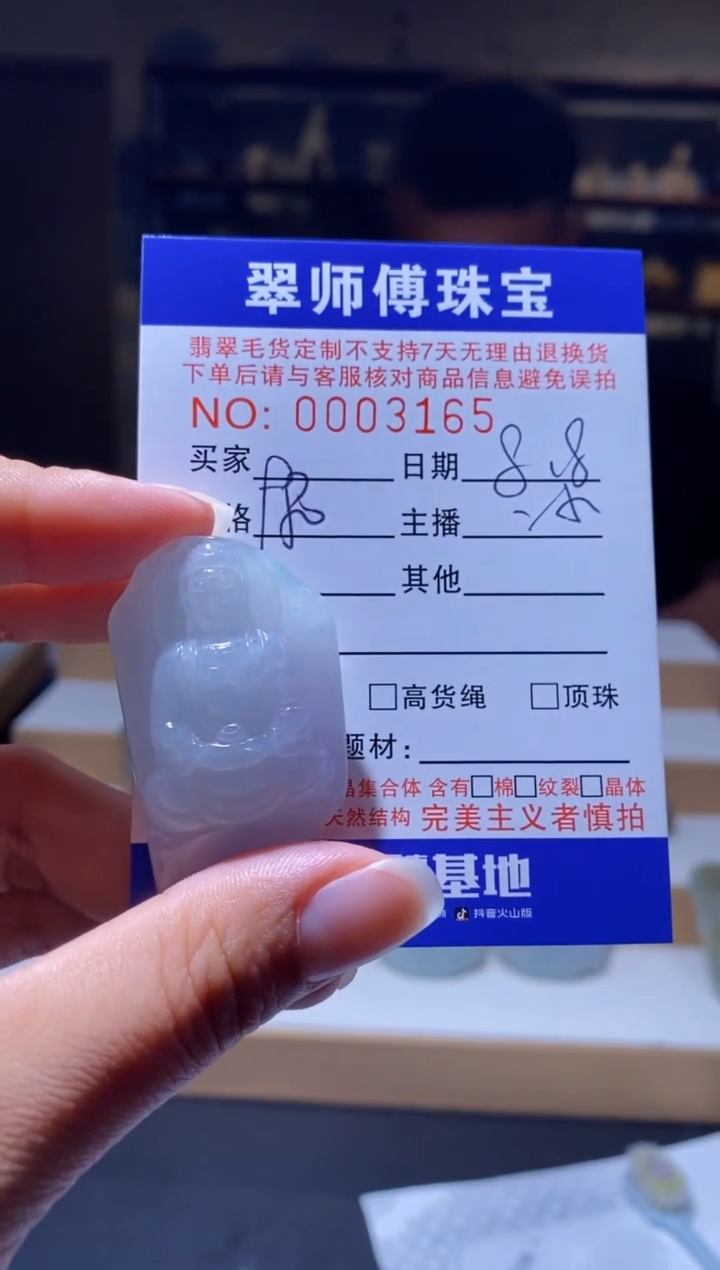 翠师傅珠宝
翡翠毛货定制不支持7天无理由退换货
下单后请与客服核对商品信息避免误拍
NO: 0003165
买家 日期
格 主播
其他
□高货绳 □顶珠
题材:
晶集合体 含有□棉□纹裂□晶体
天然结构 完美主义者慎拍
基地
抖音火山版